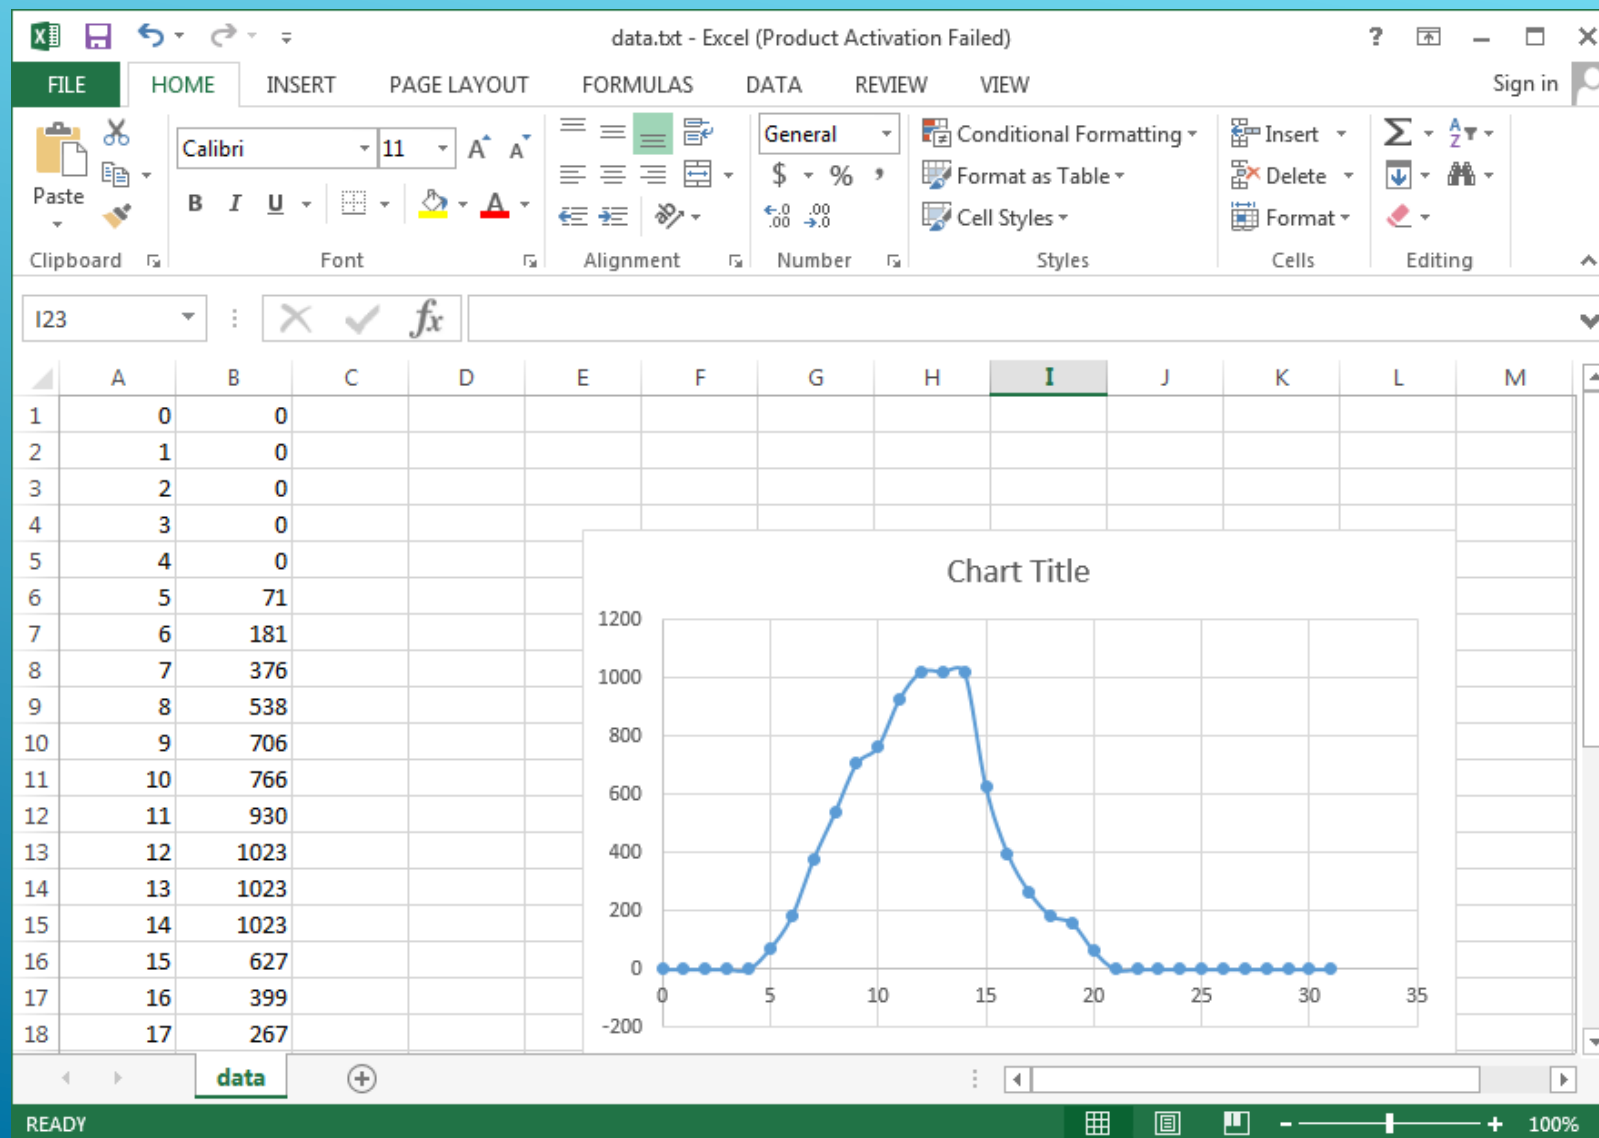 data.txt - Excel (Product Activation Failed)
?
FILE HOME INSERT PAGE LAYOUT FORMULAS DATA REVIEW VIEW Sign in
Paste
Calibri 11 A A
B I U A
General
$ % ,
.0 .00
.00 .0
Conditional Formatting
Format as Table
Cell Styles
Insert
Delete
Format
Σ A Z
Clipboard Font Alignment Number Styles Cells Editing
I23 fx
A B C D E F G H I J K L M
1 0 0
2 1 0
3 2 0
4 3 0
5 4 0
6 5 71
7 6 181
8 7 376
9 8 538
10 9 706
11 10 766
12 11 930
13 12 1023
14 13 1023
15 14 1023
16 15 627
17 16 399
18 17 267
Chart Title
1200
1000
800
600
400
200
0
-200
0 5 10 15 20 25 30 35
data
READY 100%